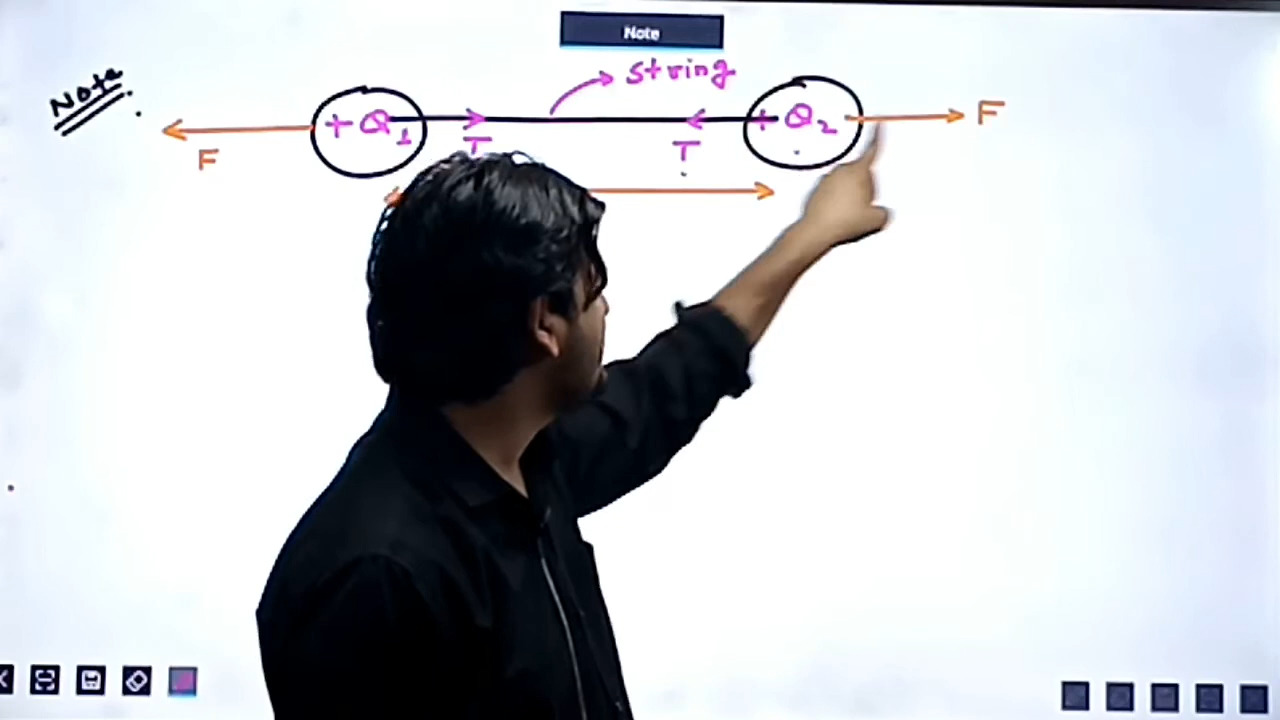 Note
Note.
string
F
+ Q1
T
T
+ Q2
F